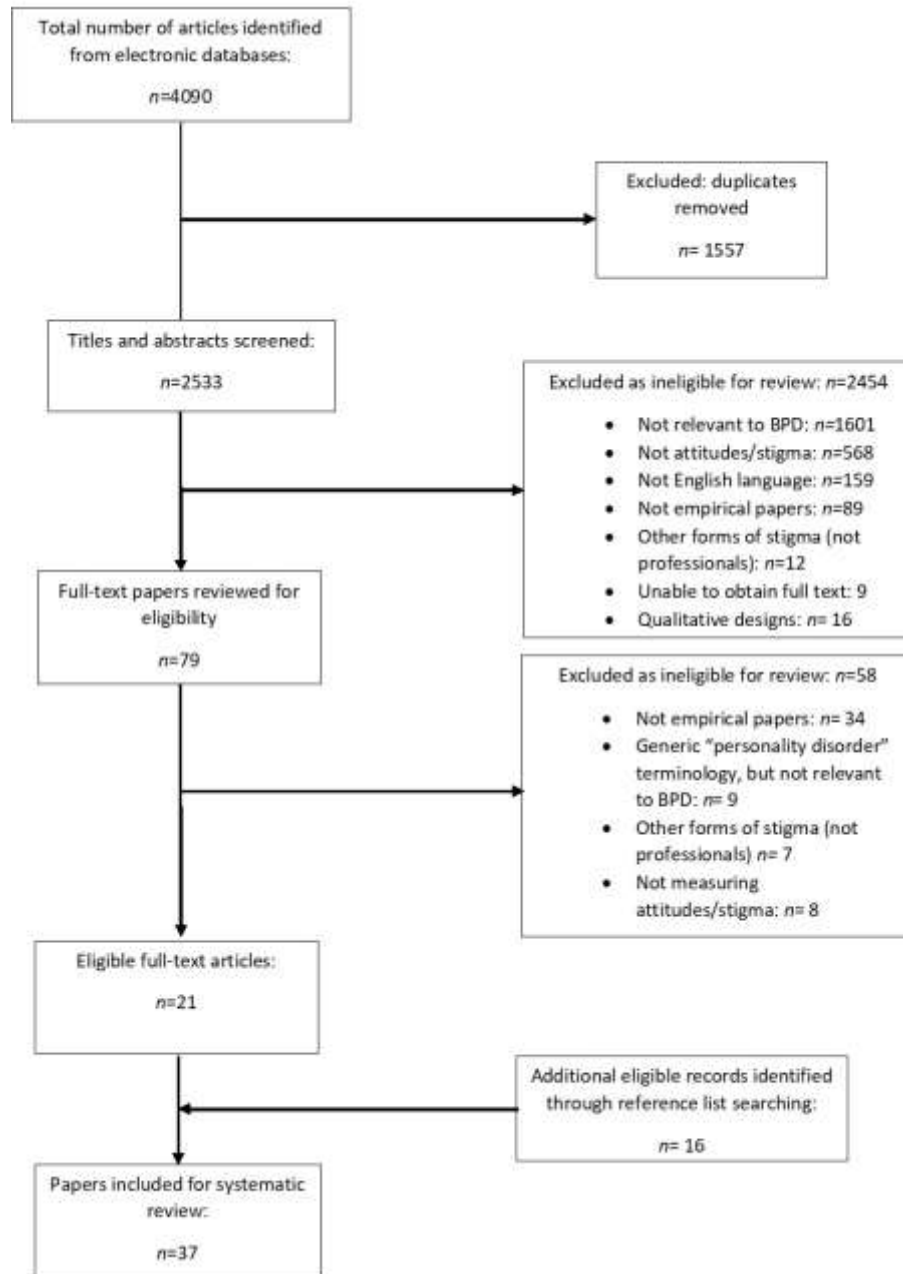 Total number of articles identified
from electronic databases:
n=4090
Excluded: duplicates
removed
n= 1557
Titles and abstracts screened:
n=2533
Excluded as ineligible for review: n=2454
• Not relevant to BPD: n=1601
• Not attitudes/stigma: n=568
• Not English language: n=159
• Not empirical papers: n=89
• Other forms of stigma (not
professionals): n=12
• Unable to obtain full text: 9
• Qualitative designs: n= 16
Full-text papers reviewed for
eligibility
n=79
Excluded as ineligible for review: n=58
• Not empirical papers: n= 34
• Generic “personality disorder”
terminology, but not relevant
to BPD: n= 9
• Other forms of stigma (not
professionals) n= 7
• Not measuring
attitudes/stigma: n= 8
Eligible full-text articles:
n=21
Additional eligible records identified
through reference list searching:
n= 16
Papers included for systematic
review:
n=37